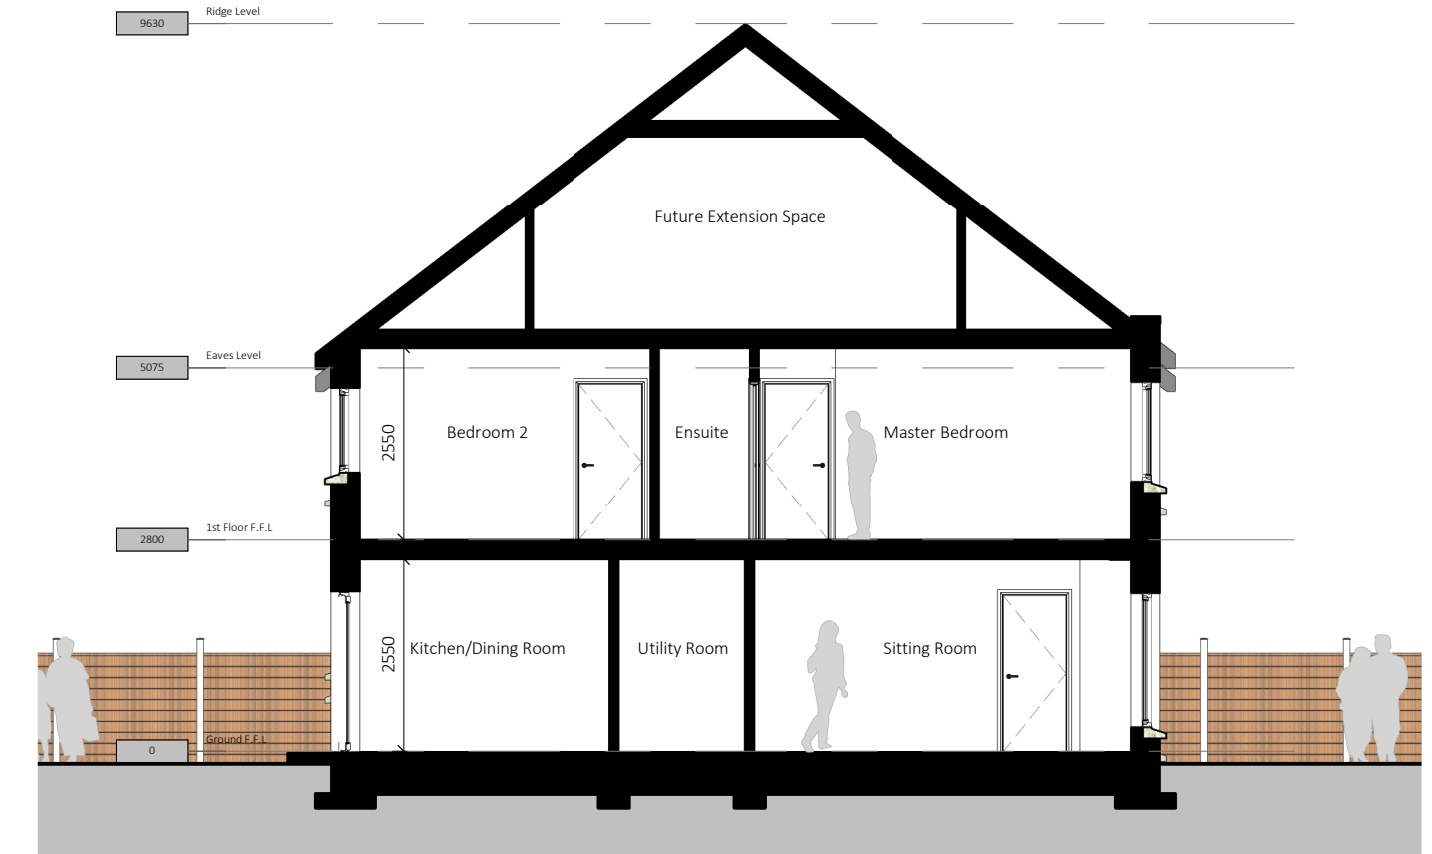 Ridge Level
9630
Future Extension Space
Eaves Level
5075
2550
Bedroom 2
Ensuite
Master Bedroom
1st Floor F.F.L
2800
2550
Kitchen/Dining Room
Utility Room
Sitting Room
Ground F.F.L
0